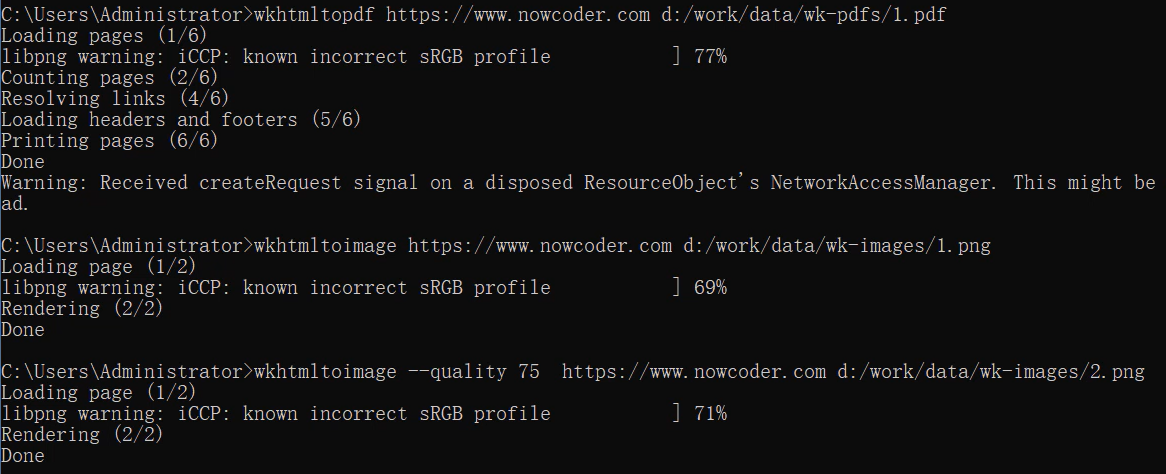 C:\Users\Administrator>wkhtmltopdf https://www.nowcoder.com d:/work/data/wk-pdfs/1.pdf
Loading pages (1/6)
libpng warning: iCCP: known incorrect sRGB profile ] 77%
Counting pages (2/6)
Resolving links (4/6)
Loading headers and footers (5/6)
Printing pages (6/6)
Done
Warning: Received createRequest signal on a disposed ResourceObject's NetworkAccessManager. This might be
ad.
C:\Users\Administrator>wkhtmltoimage https://www.nowcoder.com d:/work/data/wk-images/1.png
Loading page (1/2)
libpng warning: iCCP: known incorrect sRGB profile ] 69%
Rendering (2/2)
Done
C:\Users\Administrator>wkhtmltoimage --quality 75  https://www.nowcoder.com d:/work/data/wk-images/2.png
Loading page (1/2)
libpng warning: iCCP: known incorrect sRGB profile ] 71%
Rendering (2/2)
Done